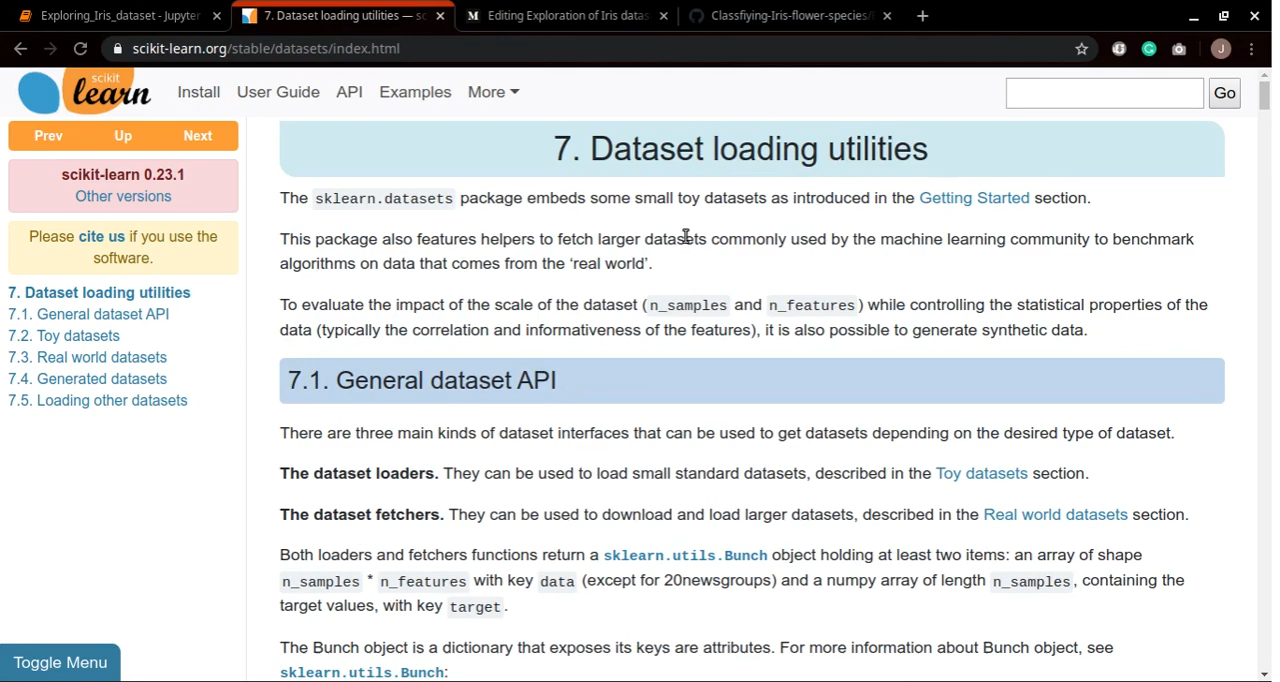 Exploring_Iris_dataset - Jupyter
7. Dataset loading utilities — sc
Editing Exploration of Iris datas
Classfiying-Iris-flower-species/
scikit-learn.org/stable/datasets/index.html
J
scikit
learn
Install User Guide API Examples More
Go
Prev Up Next
scikit-learn 0.23.1
Other versions
Please cite us if you use the
software.
7. Dataset loading utilities
7.1. General dataset API
7.2. Toy datasets
7.3. Real world datasets
7.4. Generated datasets
7.5. Loading other datasets
Toggle Menu
7. Dataset loading utilities
The sklearn.datasets package embeds some small toy datasets as introduced in the Getting Started section.
This package also features helpers to fetch larger datasets commonly used by the machine learning community to benchmark
algorithms on data that comes from the ‘real world’.
To evaluate the impact of the scale of the dataset (n_samples and n_features) while controlling the statistical properties of the
data (typically the correlation and informativeness of the features), it is also possible to generate synthetic data.
7.1. General dataset API
There are three main kinds of dataset interfaces that can be used to get datasets depending on the desired type of dataset.
The dataset loaders. They can be used to load small standard datasets, described in the Toy datasets section.
The dataset fetchers. They can be used to download and load larger datasets, described in the Real world datasets section.
Both loaders and fetchers functions return a sklearn.utils.Bunch object holding at least two items: an array of shape
n_samples * n_features with key data (except for 20newsgroups) and a numpy array of length n_samples, containing the
target values, with key target.
The Bunch object is a dictionary that exposes its keys are attributes. For more information about Bunch object, see
sklearn.utils.Bunch: